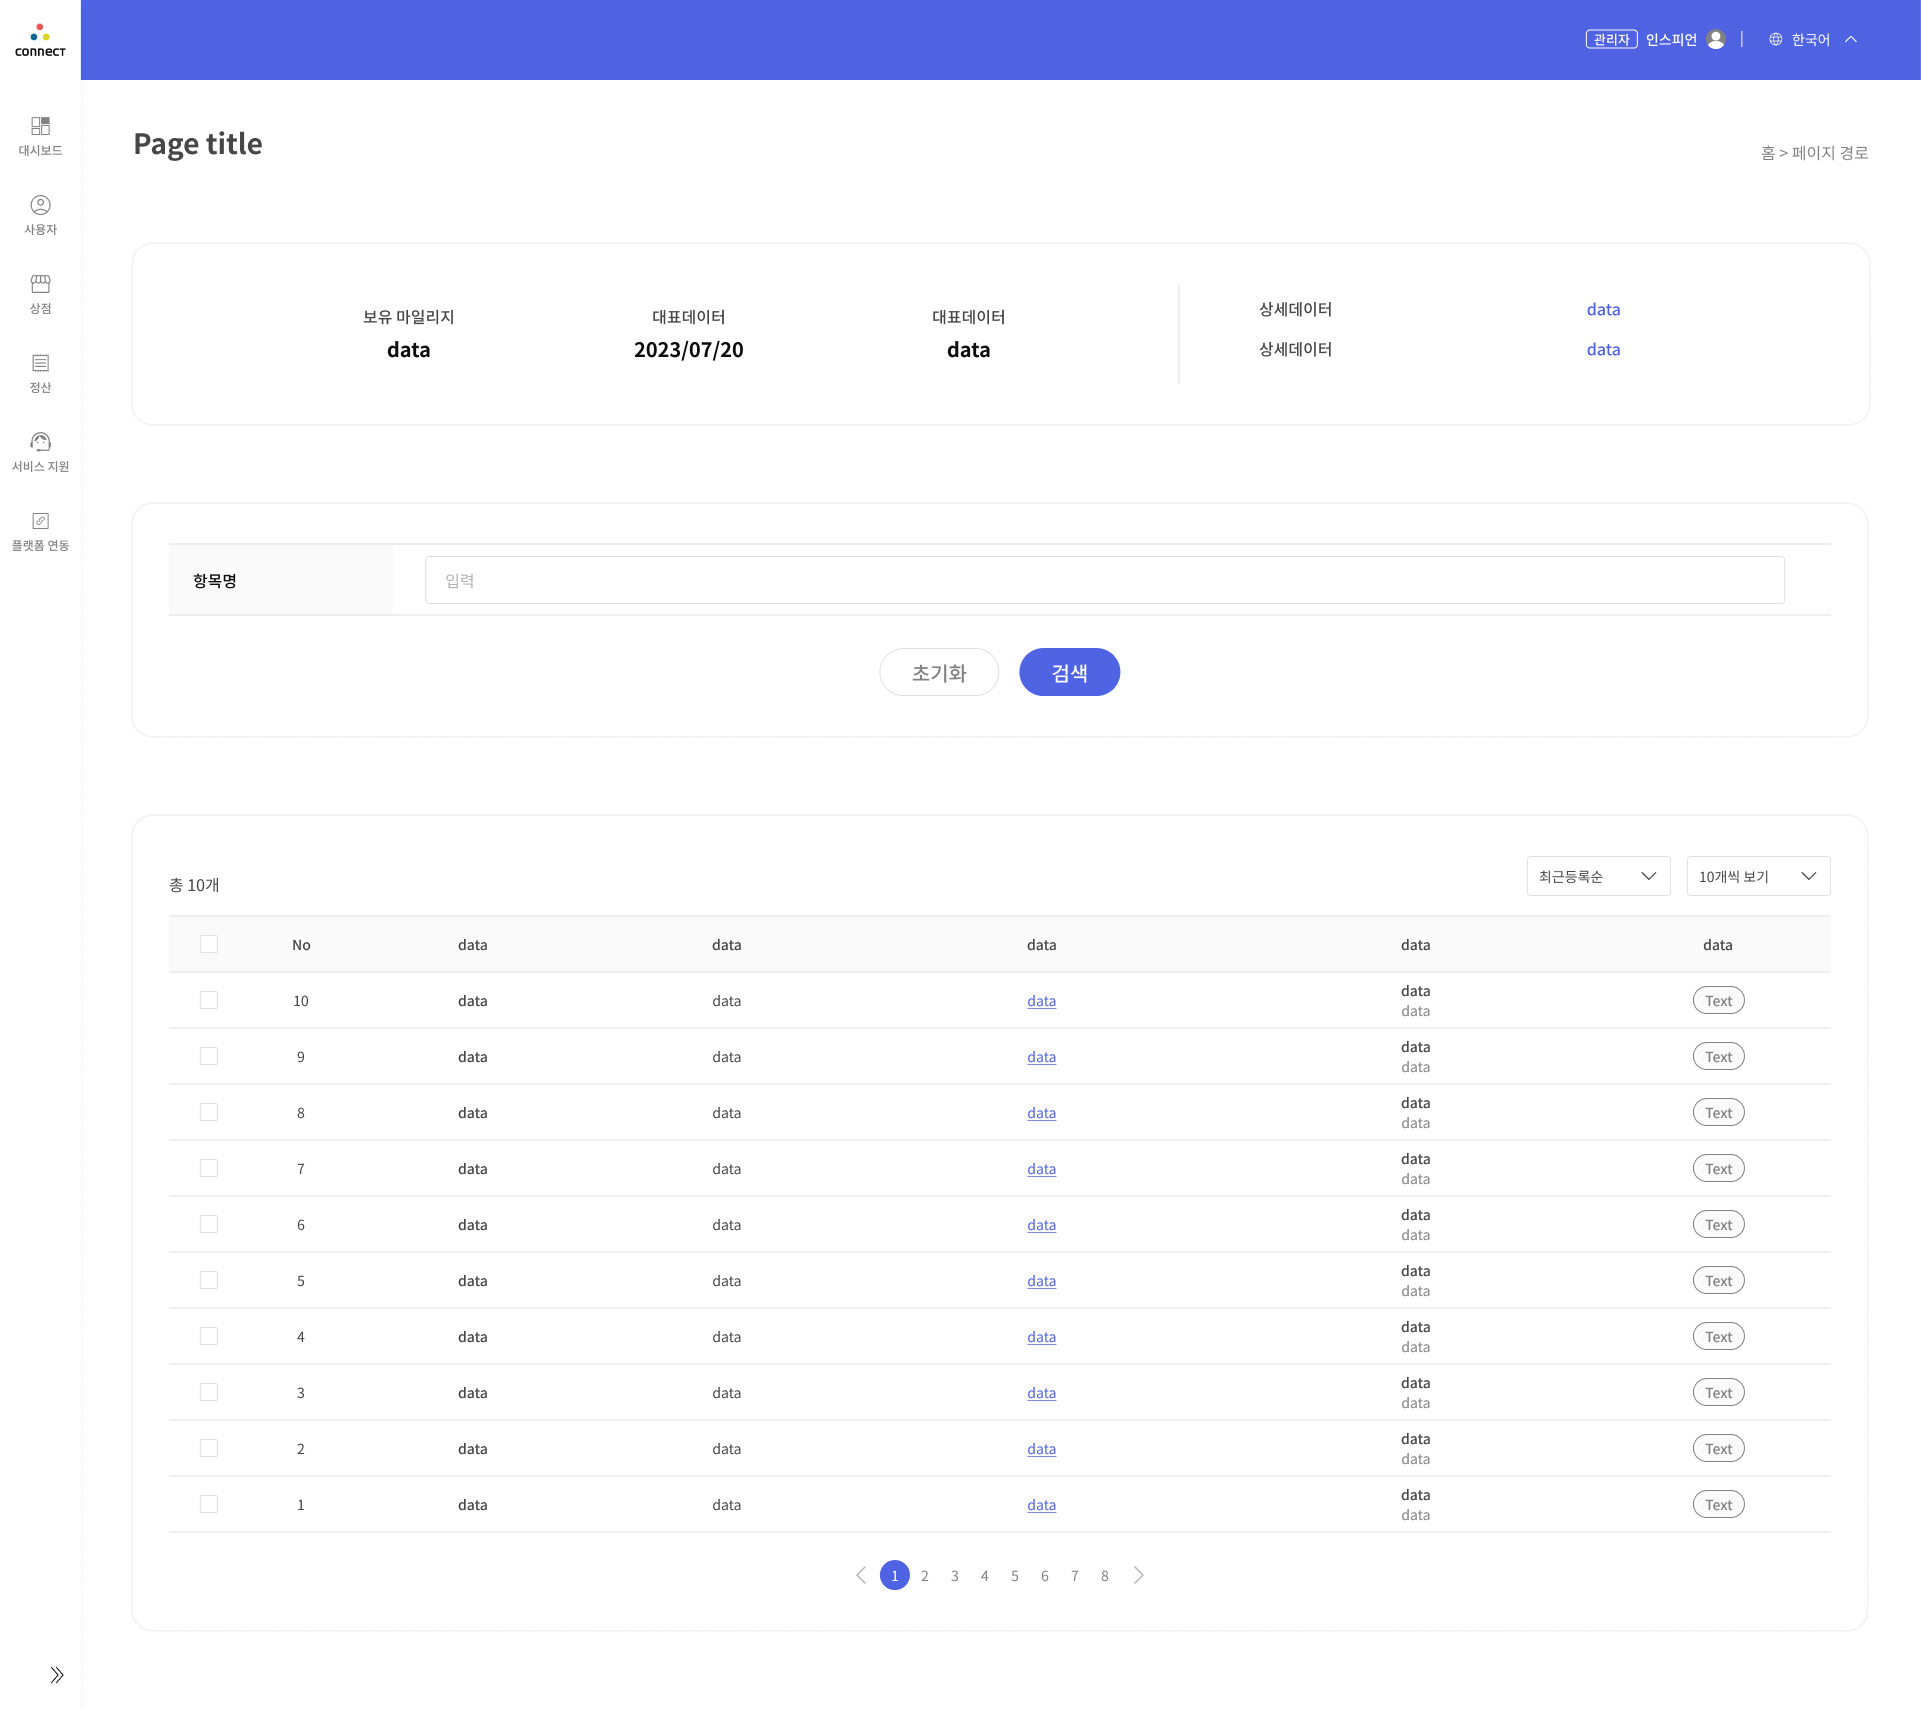 CONNECT
관리자 인스피언 한국어
대시보드
사용자
상점
정산
서비스 지원
플랫폼 연동
Page title
홈 > 페이지 경로
보유 마일리지
data
대표데이터
2023/07/20
대표데이터
data
상세데이터 data
상세데이터 data
항목명 입력
초기화 검색
총 10개 최근등록순 10개씩 보기
No data data data data data
10 data data data data Text
data
9 data data data data Text
data
8 data data data data Text
data
7 data data data data Text
data
6 data data data data Text
data
5 data data data data Text
data
4 data data data data Text
data
3 data data data data Text
data
2 data data data data Text
data
1 data data data data Text
data
1 2 3 4 5 6 7 8